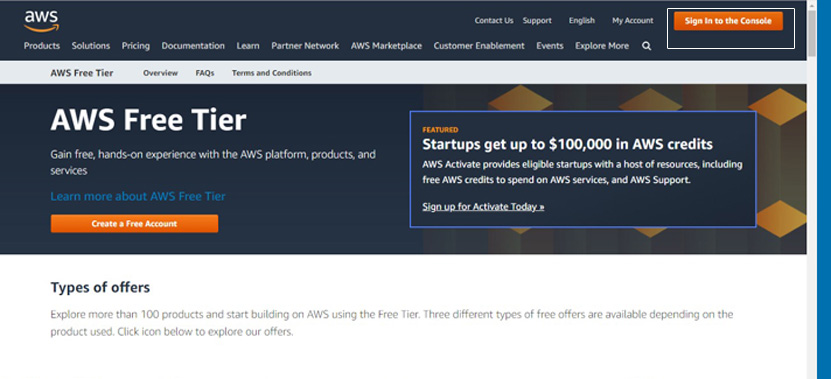 aws
Contact Us Support English My Account Sign In to the Console
Products Solutions Pricing Documentation Learn Partner Network AWS Marketplace Customer Enablement Events Explore More
AWS Free Tier Overview FAQs Terms and Conditions
AWS Free Tier
Gain free, hands-on experience with the AWS platform, products, and
services
Learn more about AWS Free Tier
Create a Free Account
FEATURED
Startups get up to $100,000 in AWS credits
AWS Activate provides eligible startups with a host of resources, including
free AWS credits to spend on AWS services, and AWS Support.
Sign up for Activate Today »
Types of offers
Explore more than 100 products and start building on AWS using the Free Tier. Three different types of free offers are available depending on the
product used. Click icon below to explore our offers.